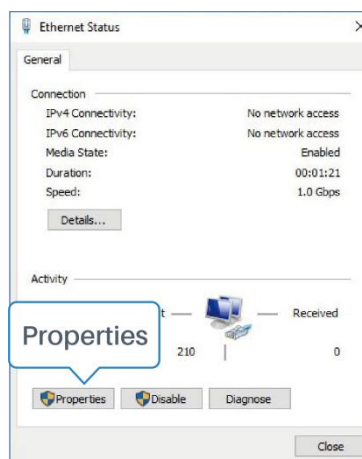 Ethernet Status
General
Connection
IPv4 Connectivity: No network access
IPv6 Connectivity: No network access
Media State: Enabled
Duration: 00:01:21
Speed: 1.0 Gbps
Details...
Activity
Received
Properties
210 0
Properties Disable Diagnose
Close